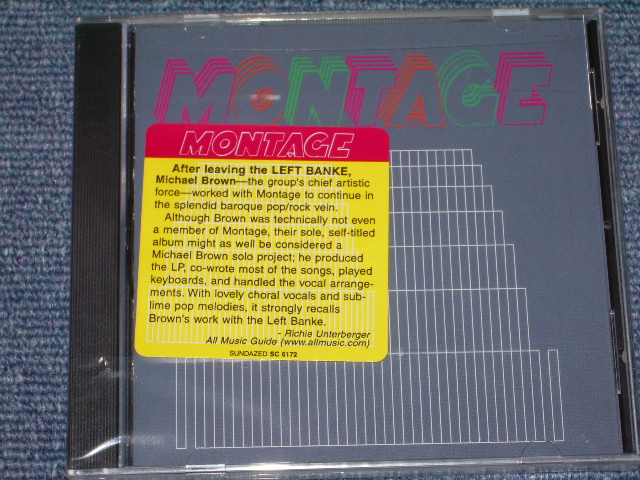 MONTAGE
MONTAGE
After leaving the LEFT BANKE,
Michael Brown—the group's chief artistic
force—worked with Montage to continue in
the splendid baroque pop/rock vein.
Although Brown was technically not even
a member of Montage, their sole, self-titled
album might as well be considered a
Michael Brown solo project; he produced
the LP, co-wrote most of the songs, played
keyboards, and handled the vocal arrange-
ments. With lovely choral vocals and sub-
lime pop melodies, it strongly recalls
Brown's work with the Left Banke.
- Richie Unterberger
All Music Guide (www.allmusic.com)
SUNDAZED SC 6172